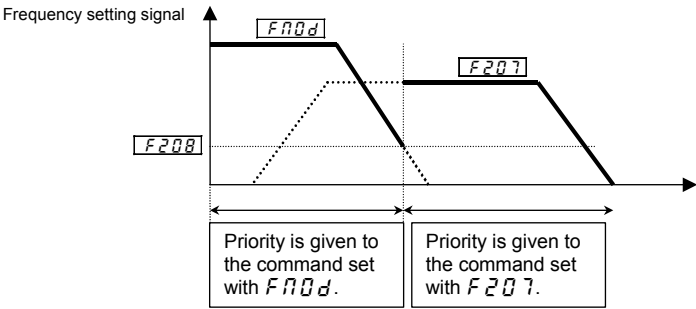 Frequency setting signal
FMOd
F207
F208
Priority is given to
the command set
with FMOd.
Priority is given to
the command set
with F207.